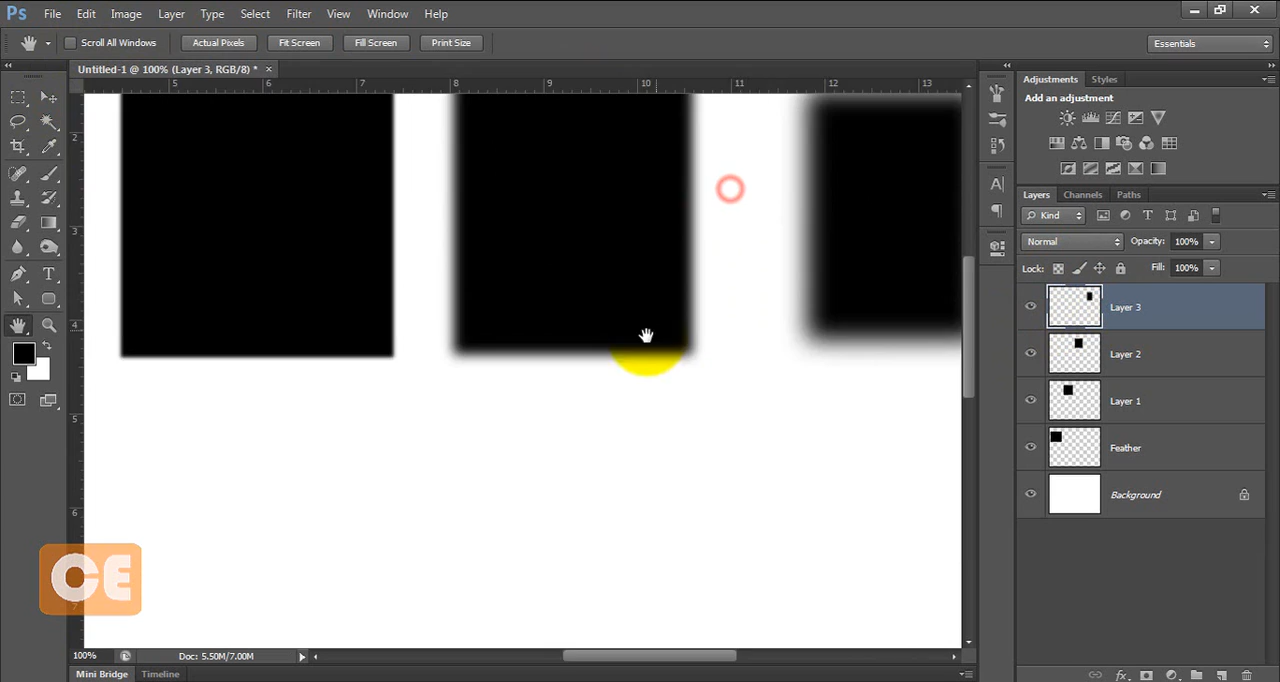 Ps File Edit Image Layer Type Select Filter View Window Help
Scroll All Windows Actual Pixels Fit Screen Fill Screen Print Size Essentials
Untitled-1 @ 100% (Layer 3, RGB/8) *
5 6 7 8 9 10 11 12 13
2
3
4
5
6
7
Adjustments Styles
Add an adjustment
Layers Channels Paths
Kind
Normal Opacity: 100%
Lock: Fill: 100%
Layer 3
Layer 2
Layer 1
Feather
Background
CE
100% Doc: 5.50M/7.00M
Mini Bridge Timeline